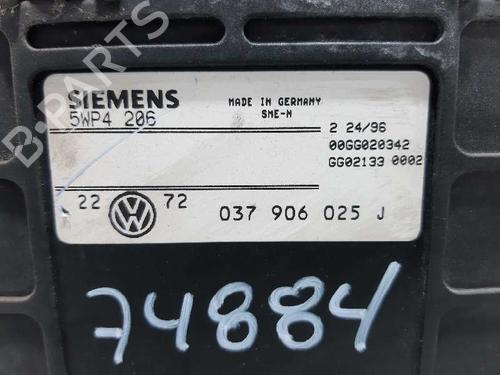 SIEMENS
5WP4 206
MADE IN GERMANY
SME-M
2 24/96
00GG020342
GG02133 0002
22 72
037 906 025 J
74884
B-PARTS